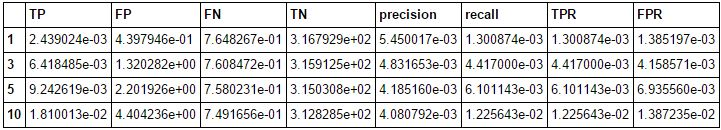 TP FP FN TN precision recall TPR FPR
1 2.439024e-03 4.397946e-01 7.648267e-01 3.167929e+02 5.450017e-03 1.300874e-03 1.300874e-03 1.385197e-03
3 6.418485e-03 1.320282e+00 7.608472e-01 3.159125e+02 4.831653e-03 4.417000e-03 4.417000e-03 4.158571e-03
5 9.242619e-03 2.201926e+00 7.580231e-01 3.150308e+02 4.185160e-03 6.101143e-03 6.101143e-03 6.935560e-03
10 1.810013e-02 4.404236e+00 7.491656e-01 3.128285e+02 4.080792e-03 1.225643e-02 1.225643e-02 1.387235e-02